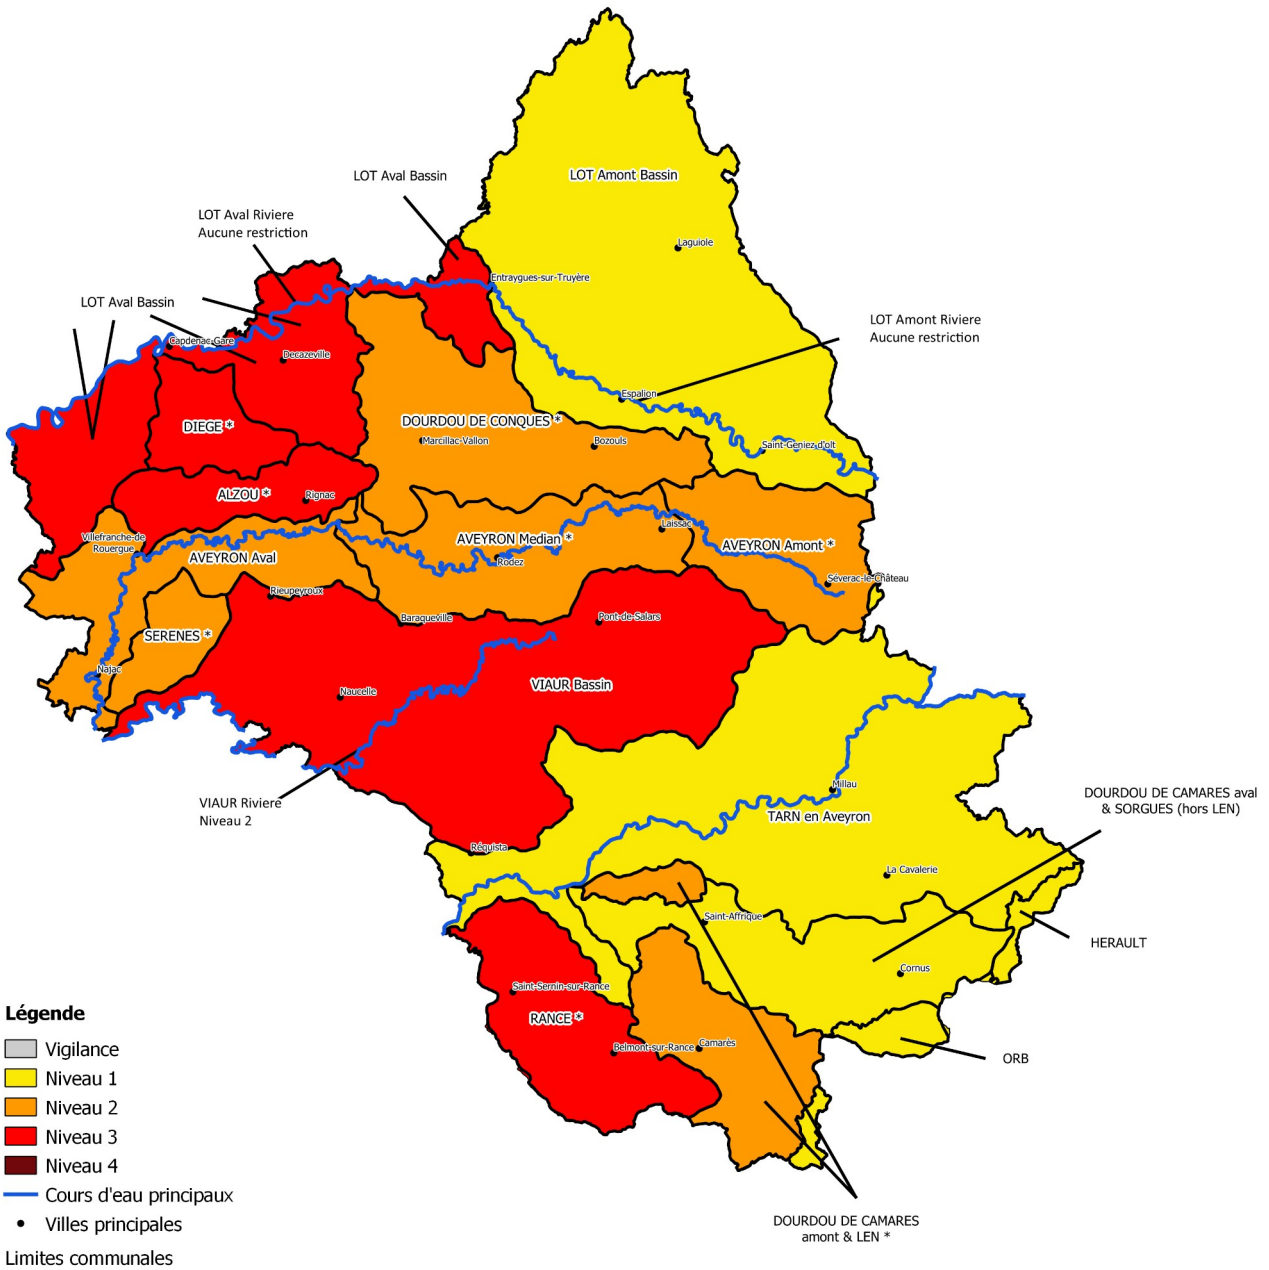 LOT Aval Bassin
LOT Amont Bassin
LOT Aval Riviere
Aucune restriction
Laguiole
Entraygues-sur-Truyère
LOT Aval Bassin
LOT Amont Riviere
Aucune restriction
Capdenac-Gare
Decazeville
Espalion
DIEGE *
DOURDOU DE CONQUES *
Marcillac-Vallon
Bozouls
Saint-Geniez d'olt
ALZOU *
Rignac
Laissac
Villefranche-de
Rouergue
AVEYRON Median *
AVEYRON Amont *
AVEYRON Aval
Rodez
Séverac-le-Château
Rieupeyroux
Baraqueville
Pont-de-Salars
SERENES *
Najac
Naucelle
VIAUR Bassin
VIAUR Riviere
Niveau 2
Millau
DOURDOU DE CAMARES aval
& SORGUES (hors LEN)
TARN en Aveyron
Réquista
La Cavalerie
Saint-Affrique
HERAULT
Cornus
Saint-Sernin-sur-Rance
RANCE *
Belmont-sur-Rance
Camarès
ORB
DOURDOU DE CAMARES
amont & LEN *
Légende
Vigilance
Niveau 1
Niveau 2
Niveau 3
Niveau 4
Cours d'eau principaux
Villes principales
Limites communales